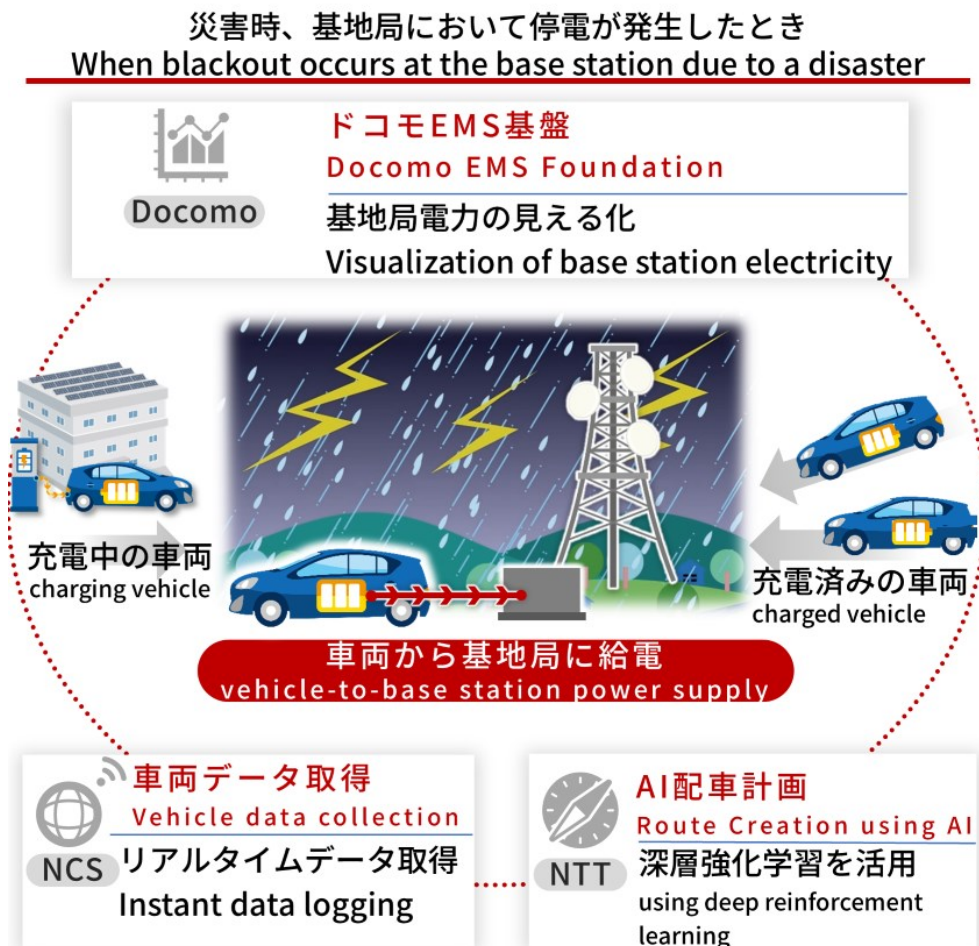 災害時、基地局において停電が発生したとき
When blackout occurs at the base station due to a disaster
ドコモEMS基盤
Docomo EMS Foundation
Docomo
基地局電力の見える化
Visualization of base station electricity
充電中の車両
charging vehicle
充電済みの車両
charged vehicle
車両から基地局に給電
vehicle-to-base station power supply
車両データ取得
Vehicle data collection
NCS
リアルタイムデータ取得
Instant data logging
AI配車計画
Route Creation using AI
NTT
深層強化学習を活用
using deep reinforcement
learning